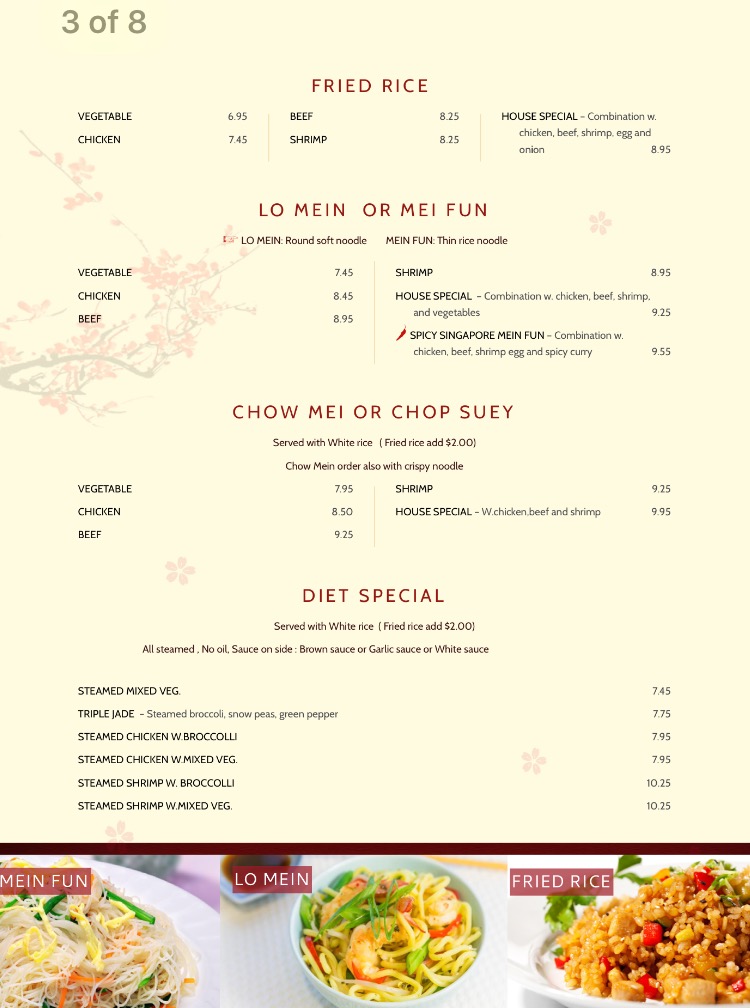 3 of 8
FRIED RICE
VEGETABLE 6.95
CHICKEN 7.45
BEEF 8.25
SHRIMP 8.25
HOUSE SPECIAL – Combination w.
chicken, beef, shrimp, egg and
onion 8.95
LO MEIN OR MEI FUN
LO MEIN: Round soft noodle MEIN FUN: Thin rice noodle
VEGETABLE 7.45
CHICKEN 8.45
BEEF 8.95
SHRIMP 8.95
HOUSE SPECIAL – Combination w. chicken, beef, shrimp,
and vegetables 9.25
SPICY SINGAPORE MEIN FUN – Combination w.
chicken, beef, shrimp egg and spicy curry 9.55
CHOW MEI OR CHOP SUEY
Served with White rice ( Fried rice add $2.00)
Chow Mein order also with crispy noodle
VEGETABLE 7.95
CHICKEN 8.50
BEEF 9.25
SHRIMP 9.25
HOUSE SPECIAL – W.chicken,beef and shrimp 9.95
DIET SPECIAL
Served with White rice ( Fried rice add $2.00)
All steamed , No oil, Sauce on side : Brown sauce or Garlic sauce or White sauce
STEAMED MIXED VEG. 7.45
TRIPLE JADE – Steamed broccoli, snow peas, green pepper 7.75
STEAMED CHICKEN W.BROCCOLLI 7.95
STEAMED CHICKEN W.MIXED VEG. 7.95
STEAMED SHRIMP W. BROCCOLLI 10.25
STEAMED SHRIMP W.MIXED VEG. 10.25
MEIN FUN
LO MEIN
FRIED RICE